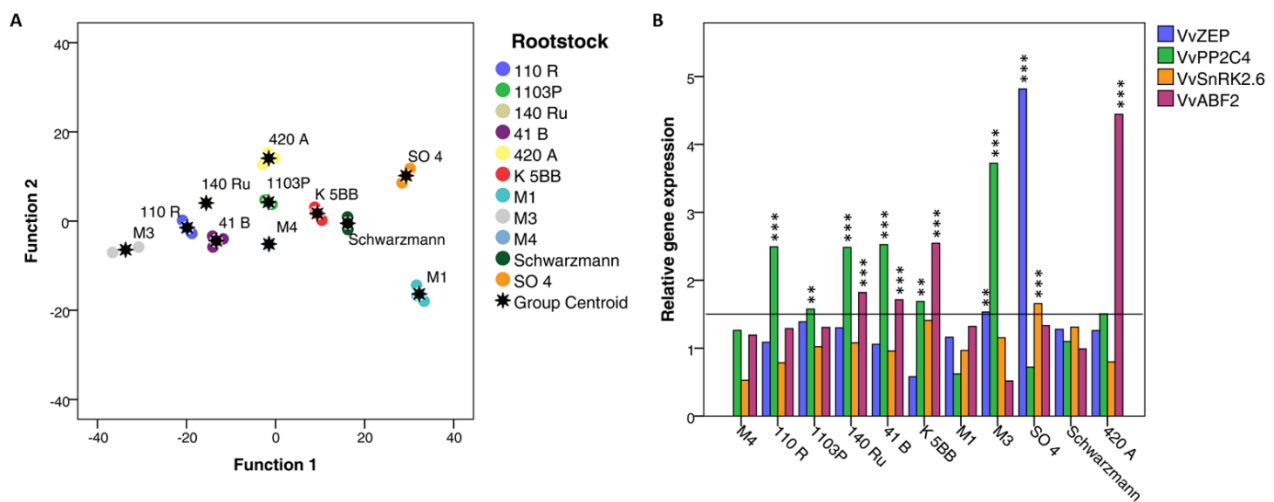 A
40
20
0
-20
-40
-40
-20
0
20
40
Function 2
Function 1
420 A
SO 4
140 Ru
1103P
K 5BB
110 R
41 B
M4
M3
Schwarzmann
M1
Rootstock
110 R
1103P
140 Ru
41 B
420 A
K 5BB
M1
M3
M4
Schwarzmann
SO 4
Group Centroid
B
Relative gene expression
5
4
3
2
1
0
***
**
***
***
***
***
**
***
**
***
***
***
***
M4
110 R
1103P
140 Ru
41 B
K 5BB
M1
M3
SO 4
Schwarzmann
420 A
VvZEP
VvPP2C4
VvSnRK2.6
VvABF2